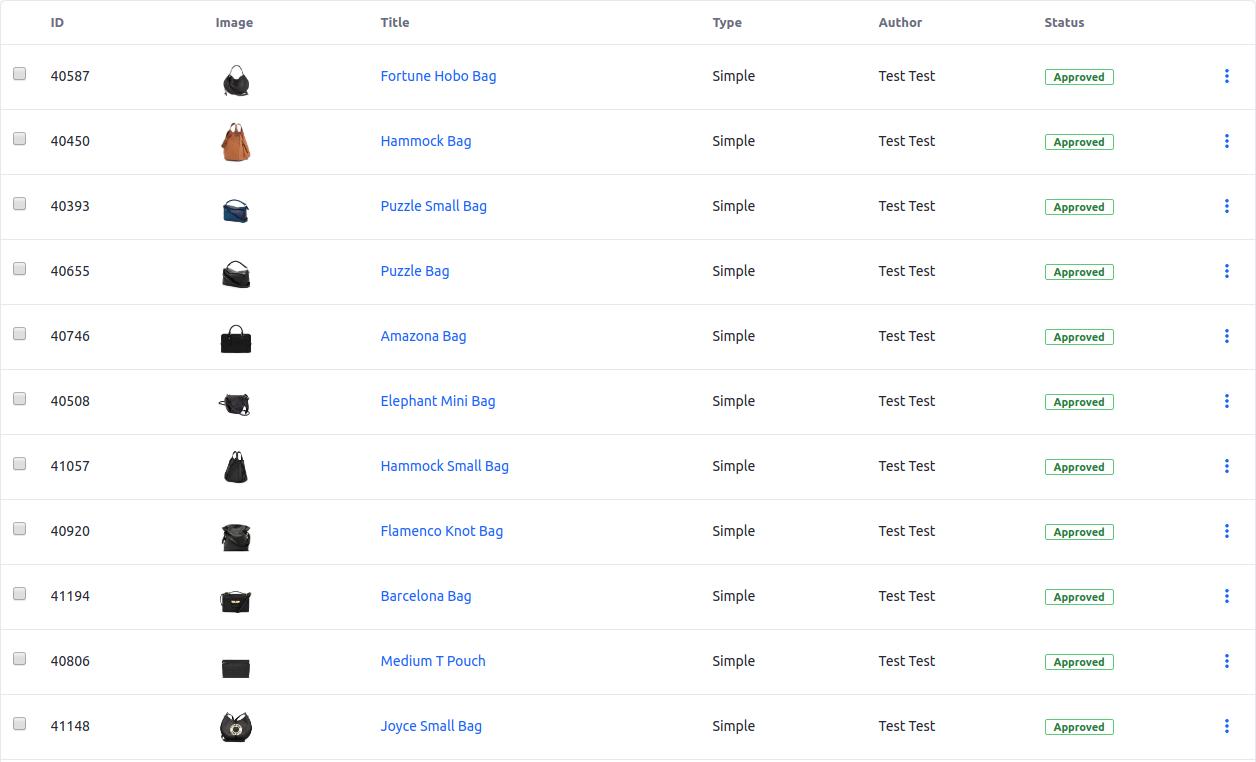 ID Image Title Type Author Status
40587 Fortune Hobo Bag Simple Test Test Approved
40450 Hammock Bag Simple Test Test Approved
40393 Puzzle Small Bag Simple Test Test Approved
40655 Puzzle Bag Simple Test Test Approved
40746 Amazona Bag Simple Test Test Approved
40508 Elephant Mini Bag Simple Test Test Approved
41057 Hammock Small Bag Simple Test Test Approved
40920 Flamenco Knot Bag Simple Test Test Approved
41194 Barcelona Bag Simple Test Test Approved
40806 Medium T Pouch Simple Test Test Approved
41148 Joyce Small Bag Simple Test Test Approved